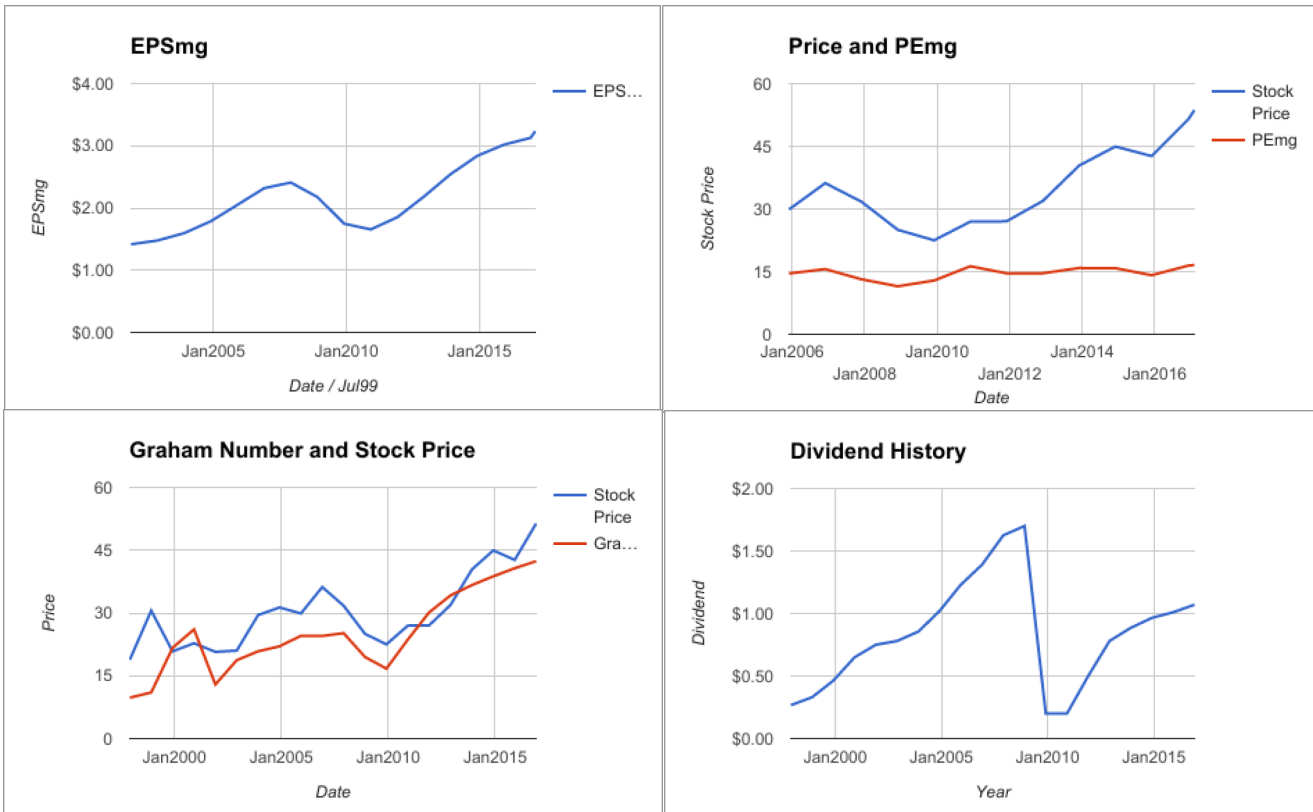 EPSmg
$4.00
$3.00
$2.00
$1.00
$0.00
EPSmg
Jan2005 Jan2010 Jan2015
Date / Jul99
EPS…
Price and PEmg
60
45
30
15
0
Stock Price
Jan2006 Jan2010 Jan2014
Jan2008 Jan2012 Jan2016
Date
Stock
Price
PEmg
Graham Number and Stock Price
60
45
30
15
0
Price
Jan2000 Jan2005 Jan2010 Jan2015
Date
Stock
Price
Gra…
Dividend History
$2.00
$1.50
$1.00
$0.50
$0.00
Dividend
Jan2000 Jan2005 Jan2010 Jan2015
Year